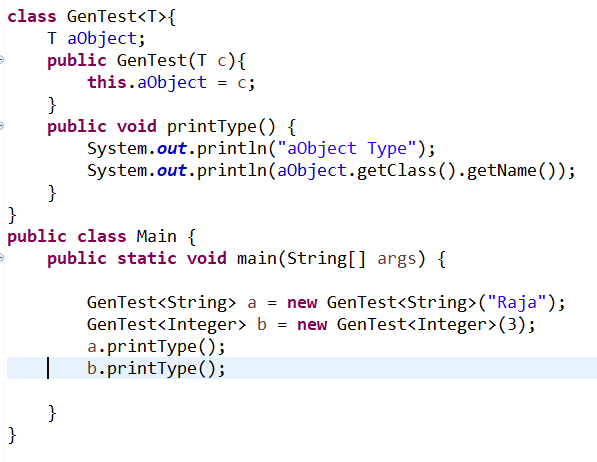 class GenTest<T>{
    T aObject;
    public GenTest(T c){
        this.aObject = c;
    }
    public void printType() {
        System.out.println("aObject Type");
        System.out.println(aObject.getClass().getName());
    }
}
public class Main {
    public static void main(String[] args) {
        GenTest<String> a = new GenTest<String>("Raja");
        GenTest<Integer> b = new GenTest<Integer>(3);
        a.printType();
        b.printType();
    }
}